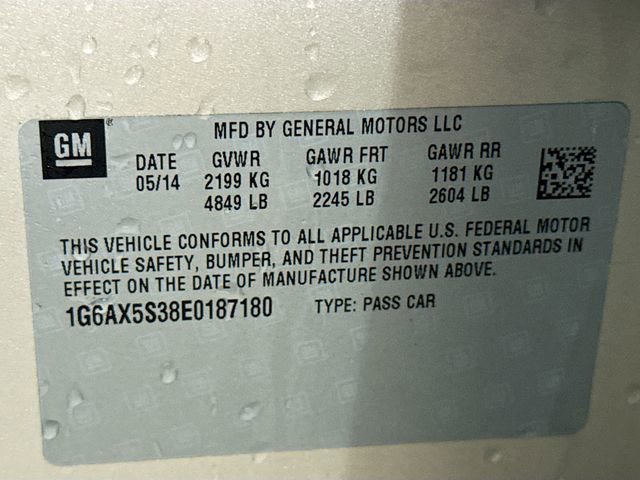 GM
MFD BY GENERAL MOTORS LLC
DATE GVWR GAWR FRT GAWR RR
05/14 2199 KG 1018 KG 1181 KG
4849 LB 2245 LB 2604 LB
THIS VEHICLE CONFORMS TO ALL APPLICABLE U.S. FEDERAL MOTOR
VEHICLE SAFETY, BUMPER, AND THEFT PREVENTION STANDARDS IN
EFFECT ON THE DATE OF MANUFACTURE SHOWN ABOVE.
1G6AX5S38E0187180 TYPE: PASS CAR